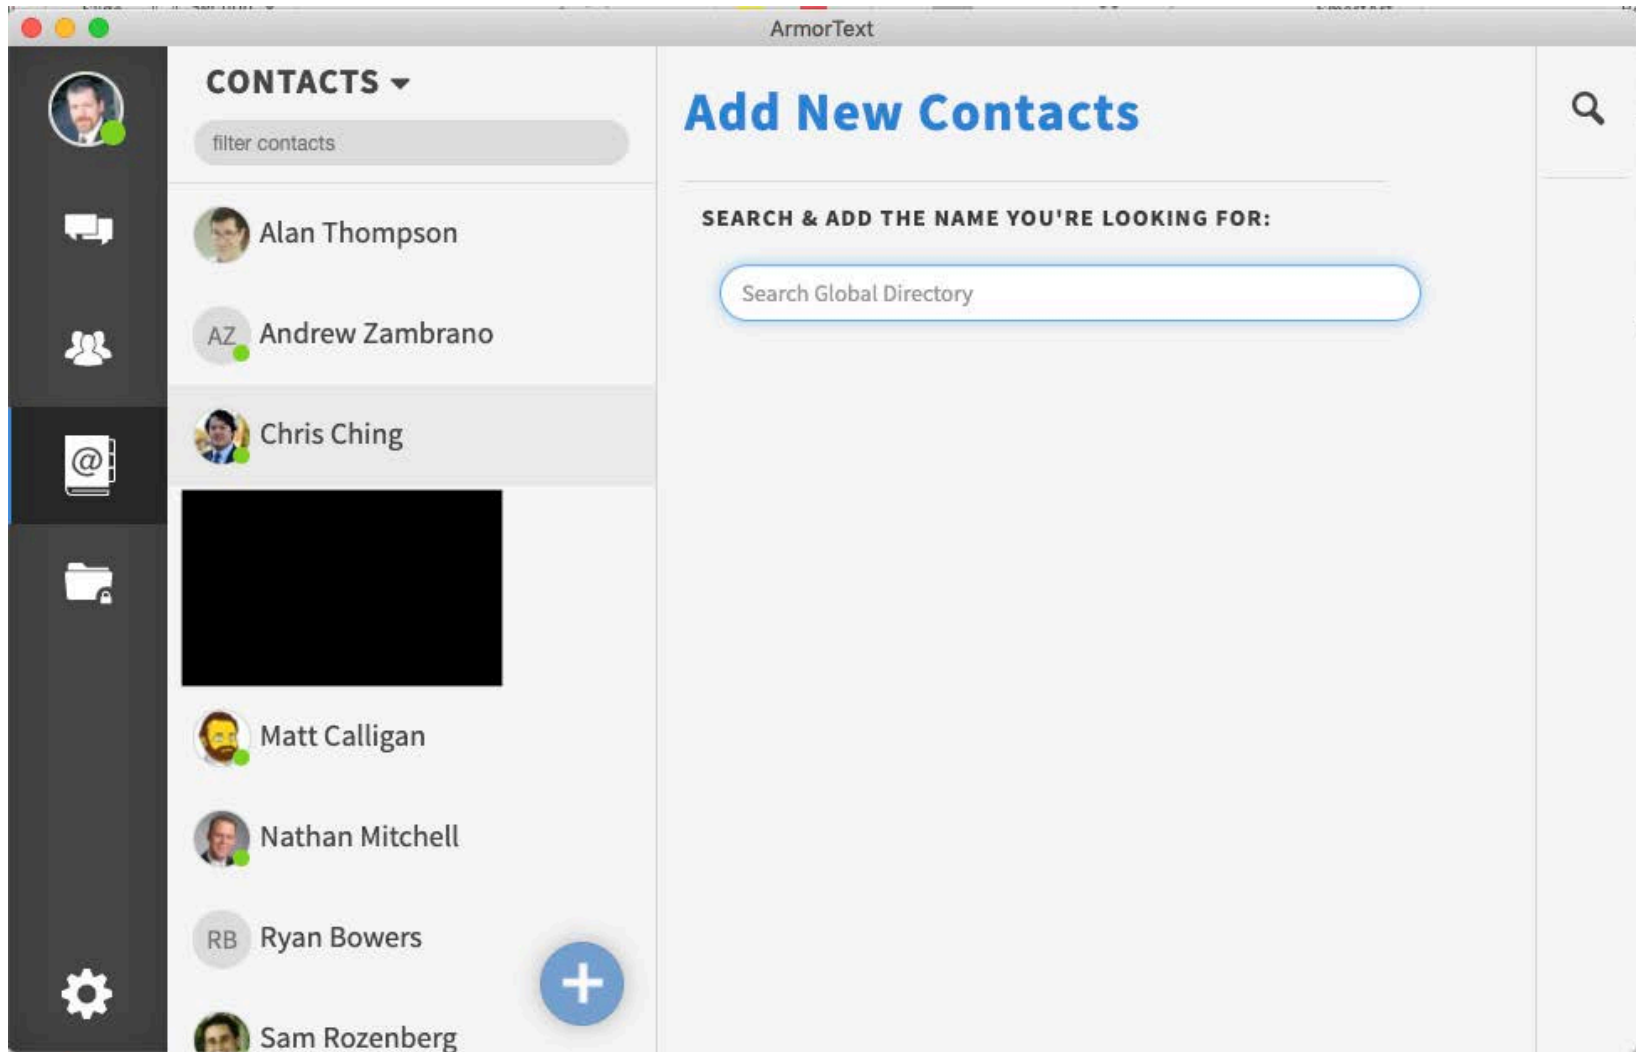 ArmorText
CONTACTS
filter contacts
Alan Thompson
AZ
Andrew Zambrano
Chris Ching
Matt Calligan
Nathan Mitchell
RB
Ryan Bowers
Sam Rozenberg
Add New Contacts
SEARCH & ADD THE NAME YOU'RE LOOKING FOR:
Search Global Directory
@